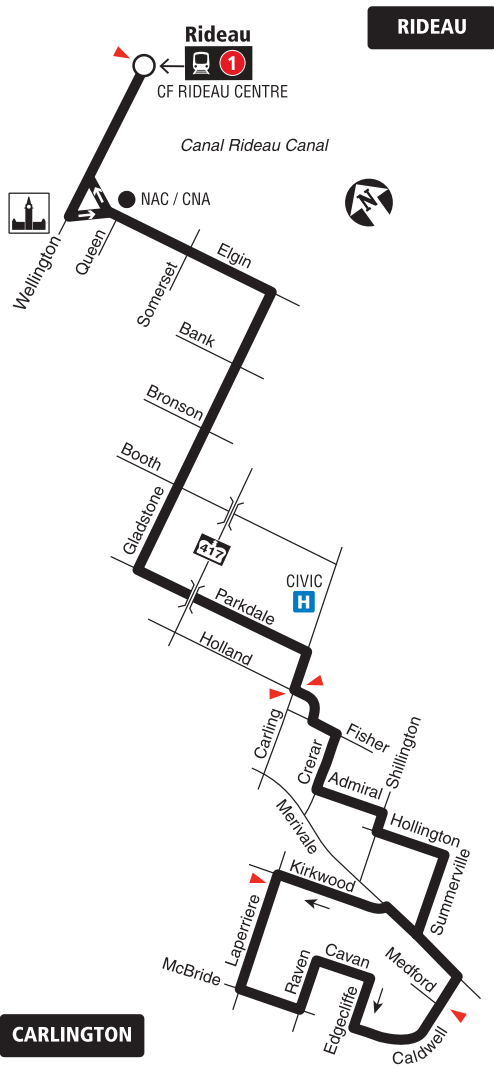 RIDEAU
Rideau
1
CF RIDEAU CENTRE
Canal Rideau Canal
NAC / CNA
N
Wellington
Queen
Somerset
Elgin
Bank
Bronson
Booth
Gladstone
417
CIVIC
H
Parkdale
Holland
Carling
Fisher
Shillington
Crerar
Admiral
Hollington
Merivale
Summerville
Kirkwood
Laperriere
Medford
Cavan
Raven
McBride
Edgecliffe
Caldwell
CARLINGTON